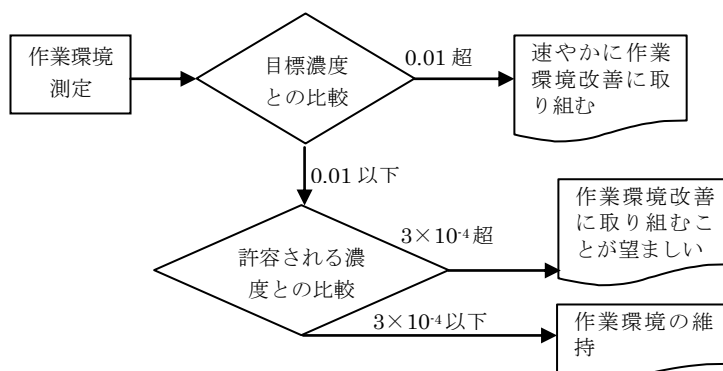 作業環境
測定
目標濃度
との比較
0.01 超
速やかに作業
環境改善に取
り組む
0.01 以下
許容される濃
度との比較
3×10⁻⁴超
作業環境改善
に取り組むこ
とが望ましい
3×10⁻⁴以下
作業環境の維
持